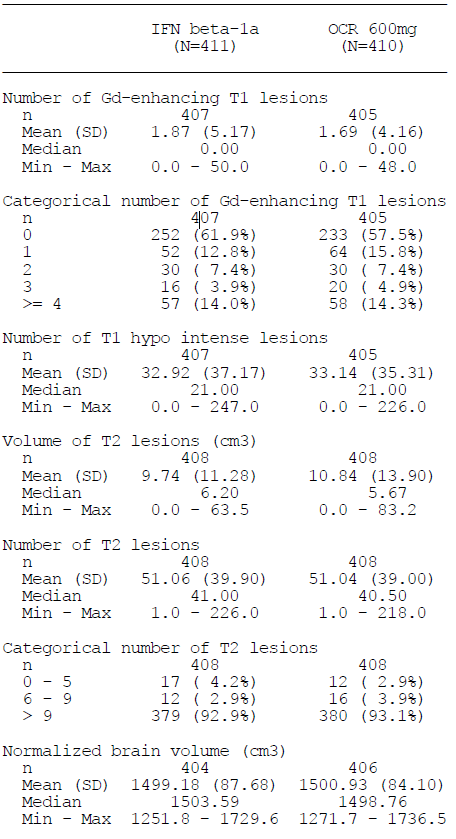 IFN beta-1a OCR 600mg
(N=411) (N=410)
Number of Gd-enhancing T1 lesions
n 407 405
Mean (SD) 1.87 (5.17) 1.69 (4.16)
Median 0.00 0.00
Min - Max 0.0 - 50.0 0.0 - 48.0
Categorical number of Gd-enhancing T1 lesions
n 407 405
0 252 (61.9%) 233 (57.5%)
1 52 (12.8%) 64 (15.8%)
2 30 ( 7.4%) 30 ( 7.4%)
3 16 ( 3.9%) 20 ( 4.9%)
>= 4 57 (14.0%) 58 (14.3%)
Number of T1 hypo intense lesions
n 407 405
Mean (SD) 32.92 (37.17) 33.14 (35.31)
Median 21.00 21.00
Min - Max 0.0 - 247.0 0.0 - 226.0
Volume of T2 lesions (cm3)
n 408 408
Mean (SD) 9.74 (11.28) 10.84 (13.90)
Median 6.20 5.67
Min - Max 0.0 - 63.5 0.0 - 83.2
Number of T2 lesions
n 408 408
Mean (SD) 51.06 (39.90) 51.04 (39.00)
Median 41.00 40.50
Min - Max 1.0 - 226.0 1.0 - 218.0
Categorical number of T2 lesions
n 408 408
0 - 5 17 ( 4.2%) 12 ( 2.9%)
6 - 9 12 ( 2.9%) 16 ( 3.9%)
> 9 379 (92.9%) 380 (93.1%)
Normalized brain volume (cm3)
n 404 406
Mean (SD) 1499.18 (87.68) 1500.93 (84.10)
Median 1503.59 1498.76
Min - Max 1251.8 - 1729.6 1271.7 - 1736.5